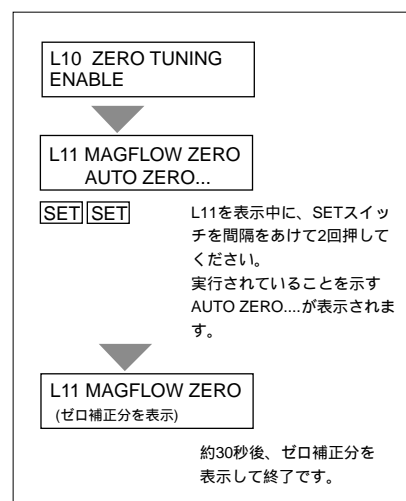 L10 ZERO TUNING
ENABLE
L11 MAGFLOW ZERO
AUTO ZERO...
SET SET
L11を表示中に、SETスイッ
チを間隔をあけて2回押して
ください。
実行されていることを示す
AUTO ZERO....が表示されま
す。
L11 MAGFLOW ZERO
(ゼロ補正分を表示)
約30秒後、ゼロ補正分を
表示して終了です。